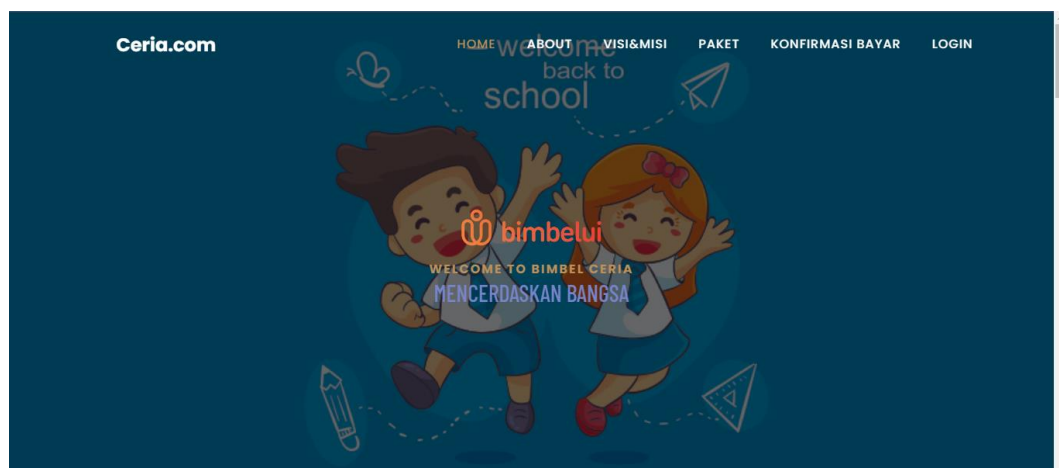 Ceria.com
HOME ABOUT VISI&MISI PAKET KONFIRMASI BAYAR LOGIN
welcome
back to
school
bimbelui
WELCOME TO BIMBEL CERIA
MENCERDASKAN BANGSA